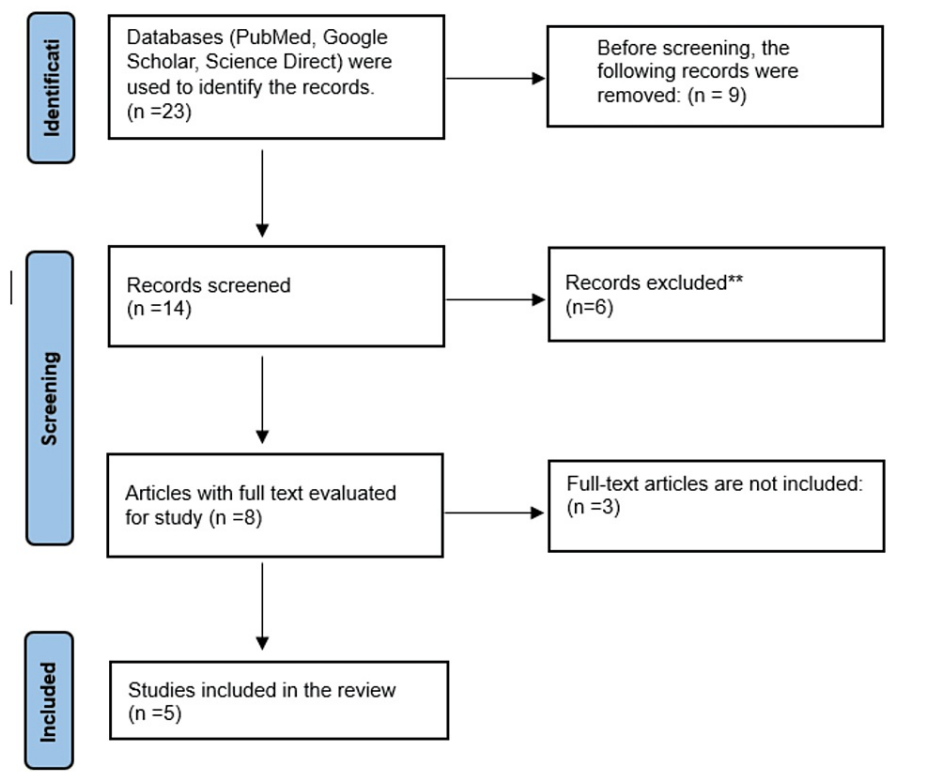 Identificati
Databases (PubMed, Google
Scholar, Science Direct) were
used to identify the records.
(n =23)
Before screening, the
following records were
removed: (n = 9)
Screening
Records screened
(n =14)
Records excluded**
(n=6)
Articles with full text evaluated
for study (n =8)
Full-text articles are not included:
(n =3)
Included
Studies included in the review
(n =5)